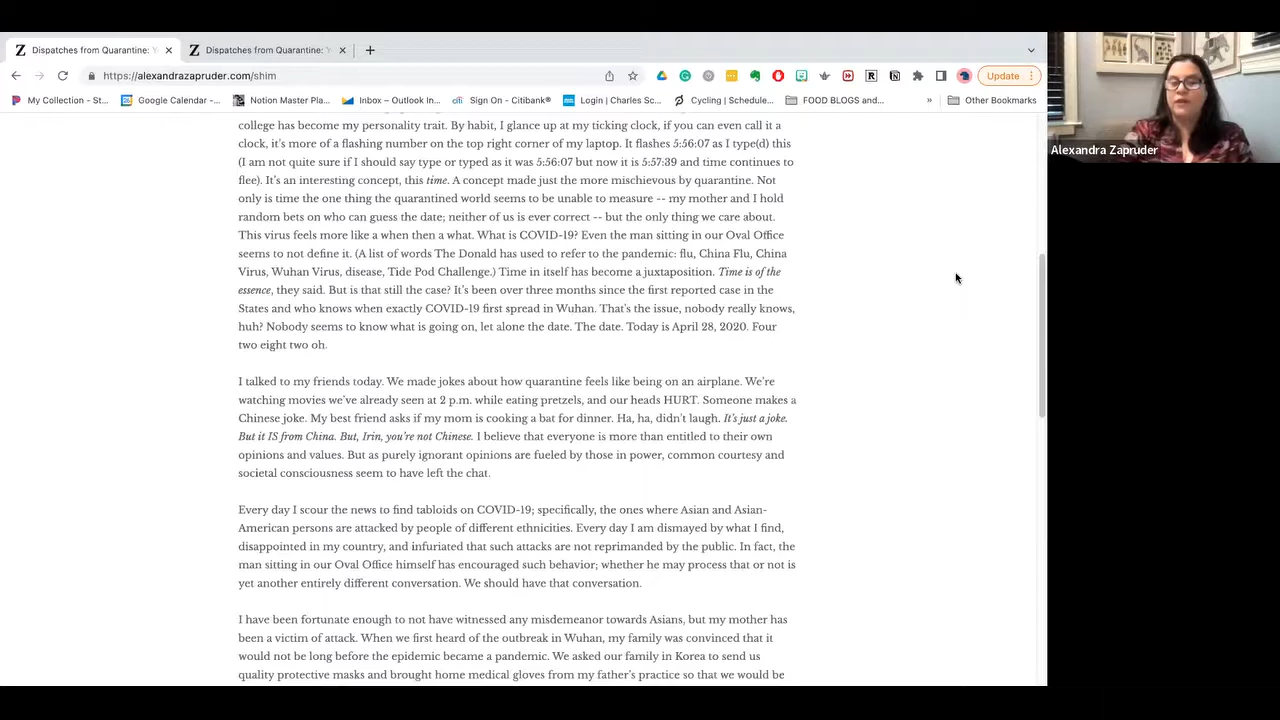 Dispatches from Quarantine: Y
Dispatches from Quarantine: Y
https://alexandrazapruder.com/shim
Update
My Collection - St...
Google Calendar -...
Notion Master Pla...
Inbox – Outlook In...
Sign On - Citibank®
Login | Charles Sc...
Cycling | Schedule...
FOOD BLOGS and...
»
Other Bookmarks
Alexandra Zapruder
college has become my personality trait. By habit, I glance up at my ticking clock, if you can even call it a
clock, it's more of a flashing number on the top right corner of my laptop. It flashes 5:56:07 as I type(d) this
(I am not quite sure if I should say type or typed as it was 5:56:07 but now it is 5:57:39 and time continues to
flee). It's an interesting concept, this time. A concept made just the more mischievous by quarantine. Not
only is time the one thing the quarantined world seems to be unable to measure -- my mother and I hold
random bets on who can guess the date; neither of us is ever correct -- but the only thing we care about.
This virus feels more like a when then a what. What is COVID-19? Even the man sitting in our Oval Office
seems to not define it. (A list of words The Donald has used to refer to the pandemic: flu, China Flu, China
Virus, Wuhan Virus, disease, Tide Pod Challenge.) Time in itself has become a juxtaposition. Time is of the
essence, they said. But is that still the case? It's been over three months since the first reported case in the
States and who knows when exactly COVID-19 first spread in Wuhan. That's the issue, nobody really knows,
huh? Nobody seems to know what is going on, let alone the date. The date. Today is April 28, 2020. Four
two eight two oh.
I talked to my friends today. We made jokes about how quarantine feels like being on an airplane. We're
watching movies we've already seen at 2 p.m. while eating pretzels, and our heads HURT. Someone makes a
Chinese joke. My best friend asks if my mom is cooking a bat for dinner. Ha, ha, didn't laugh. It's just a joke.
But it IS from China. But, Irin, you're not Chinese. I believe that everyone is more than entitled to their own
opinions and values. But as purely ignorant opinions are fueled by those in power, common courtesy and
societal consciousness seem to have left the chat.
Every day I scour the news to find tabloids on COVID-19; specifically, the ones where Asian and Asian-
American persons are attacked by people of different ethnicities. Every day I am dismayed by what I find,
disappointed in my country, and infuriated that such attacks are not reprimanded by the public. In fact, the
man sitting in our Oval Office himself has encouraged such behavior; whether he may process that or not is
yet another entirely different conversation. We should have that conversation.
I have been fortunate enough to not have witnessed any misdemeanor towards Asians, but my mother has
been a victim of attack. When we first heard of the outbreak in Wuhan, my family was convinced that it
would not be long before the epidemic became a pandemic. We asked our family in Korea to send us
quality protective masks and brought home medical gloves from my father's practice so that we would be